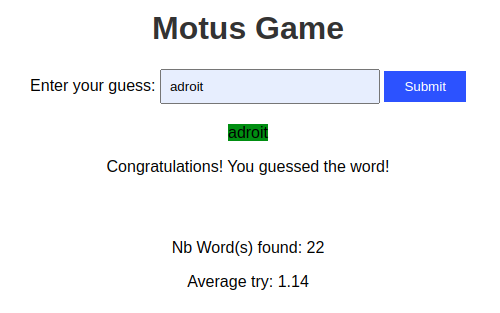 Motus Game
Enter your guess: adroit Submit
adroit
Congratulations! You guessed the word!
Nb Word(s) found: 22
Average try: 1.14